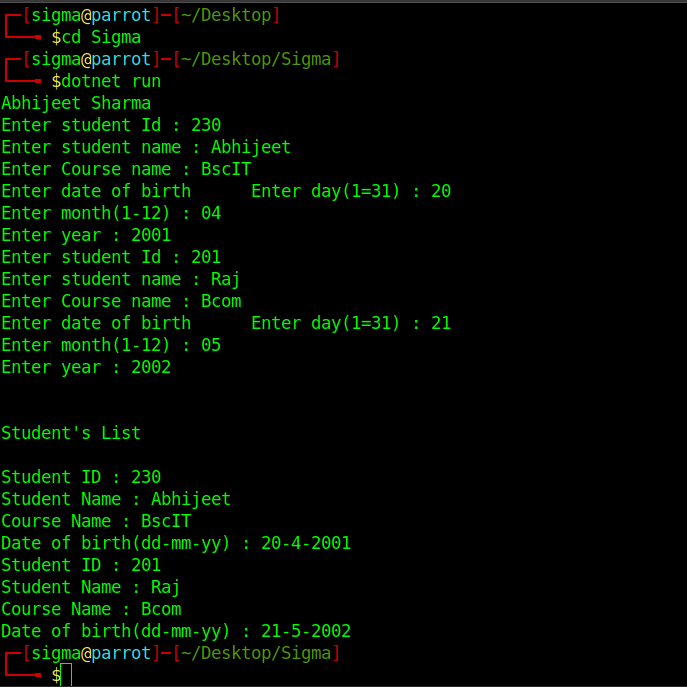 ┌─[sigma@parrot]─[~/Desktop]
└──╼ $cd Sigma
┌─[sigma@parrot]─[~/Desktop/Sigma]
└──╼ $dotnet run
Abhijeet Sharma
Enter student Id : 230
Enter student name : Abhijeet
Enter Course name : BscIT
Enter date of birth      Enter day(1=31) : 20
Enter month(1-12) : 04
Enter year : 2001
Enter student Id : 201
Enter student name : Raj
Enter Course name : Bcom
Enter date of birth      Enter day(1=31) : 21
Enter month(1-12) : 05
Enter year : 2002
Student's List
Student ID : 230
Student Name : Abhijeet
Course Name : BscIT
Date of birth(dd-mm-yy) : 20-4-2001
Student ID : 201
Student Name : Raj
Course Name : Bcom
Date of birth(dd-mm-yy) : 21-5-2002
┌─[sigma@parrot]─[~/Desktop/Sigma]
└──╼ $